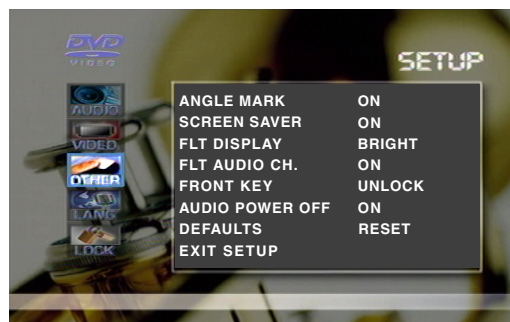 DVD
VIDEO
SETUP
AUDIO
VIDEO
OTHER
LANG
LOCK
ANGLE MARK ON
SCREEN SAVER ON
FLT DISPLAY BRIGHT
FLT AUDIO CH. ON
FRONT KEY UNLOCK
AUDIO POWER OFF ON
DEFAULTS RESET
EXIT SETUP